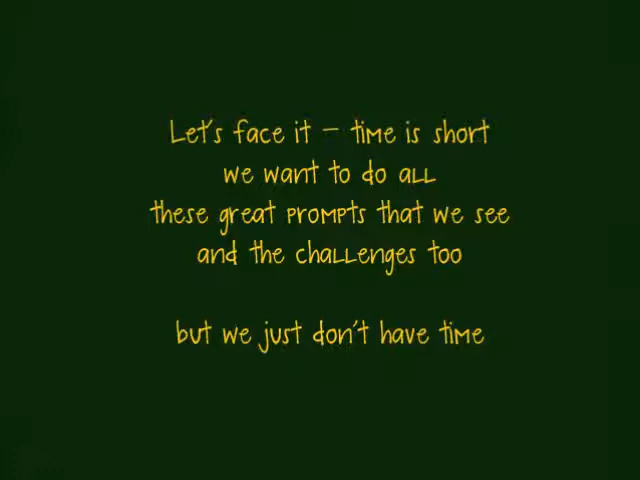 Let's face it - time is short
we want to do all
these great prompts that we see
and the challenges too
but we just don't have time